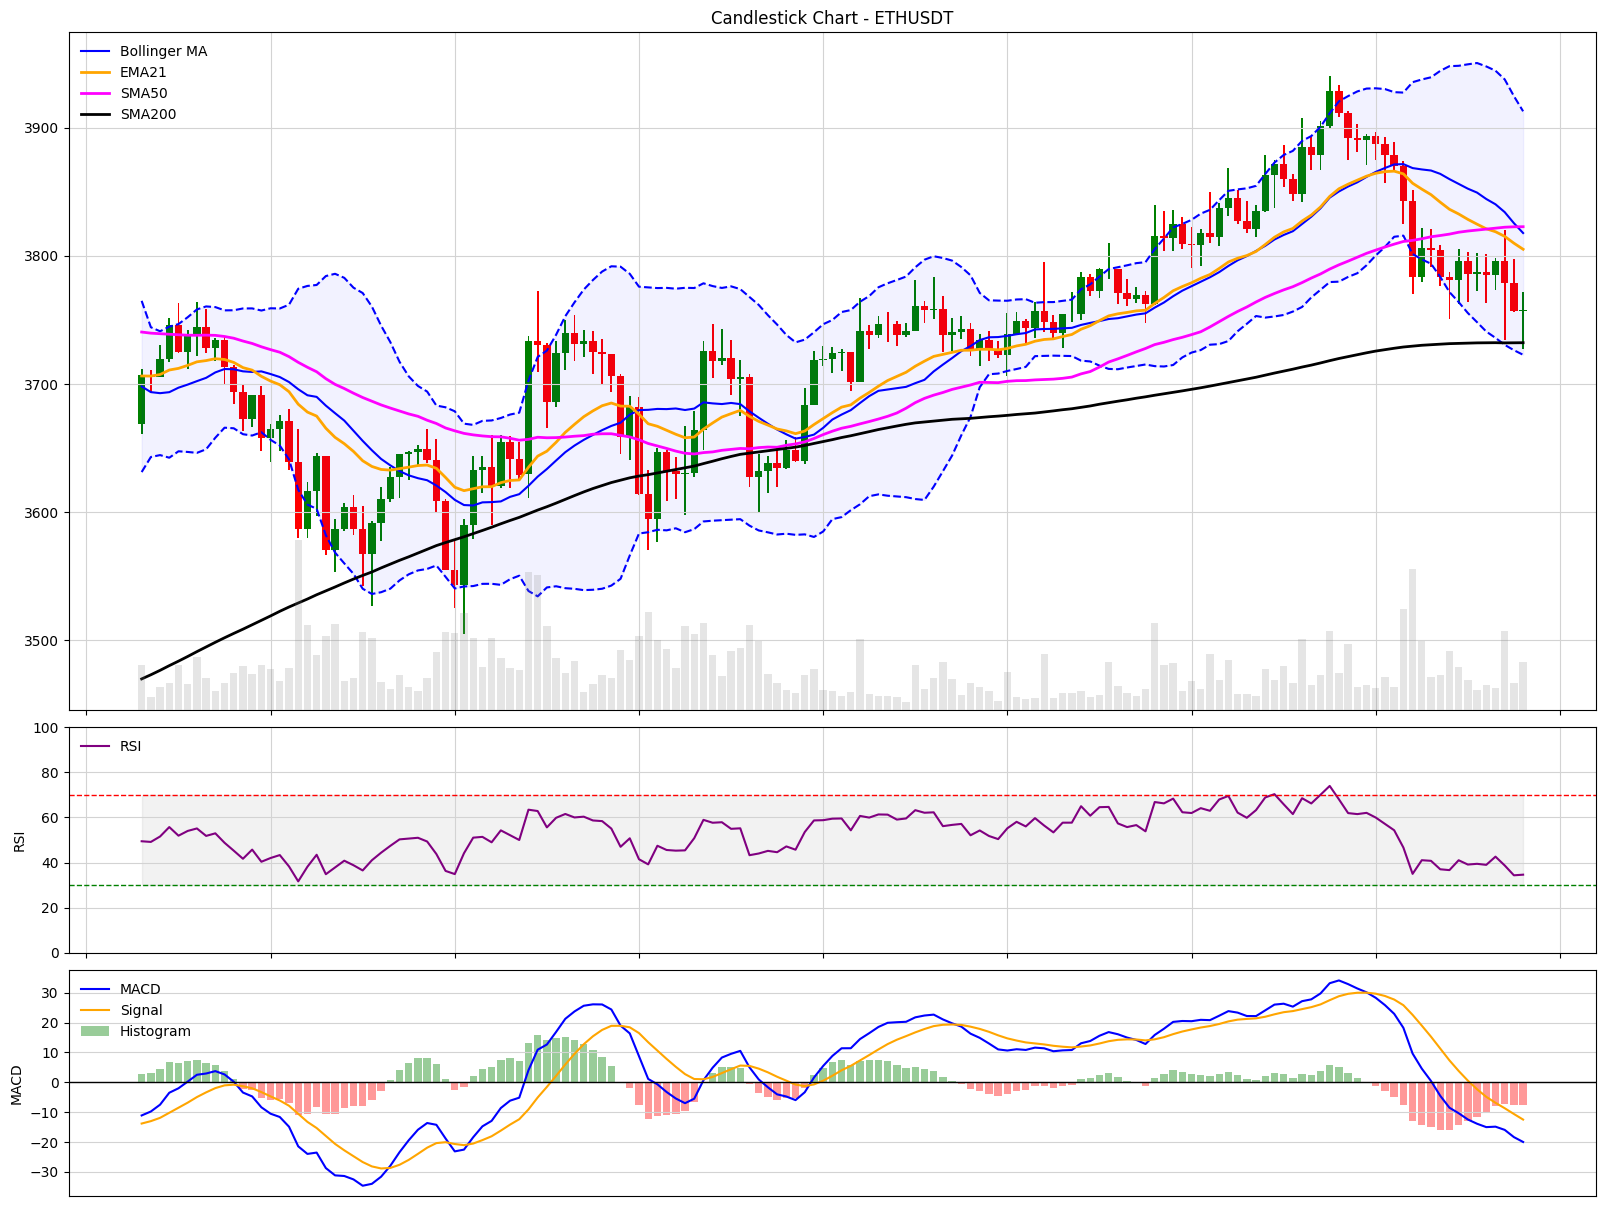 Candlestick Chart - ETHUSDT
Bollinger MA
EMA21
SMA50
SMA200
3900
3800
3700
3600
3500
100
80
60
40
20
0
RSI
RSI
30
20
10
0
−10
−20
−30
MACD
MACD
Signal
Histogram